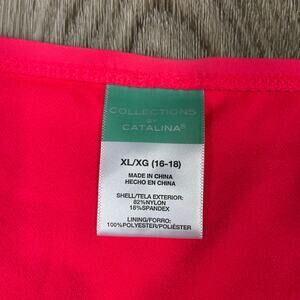 COLLECTIONS
BY
CATALINA®
XL/XG (16-18)
MADE IN CHINA
HECHO EN CHINA
SHELL/TELA EXTERIOR:
82%NYLON
18%SPANDEX
LINING/FORRO:
100%POLYESTER/POLIÉSTER